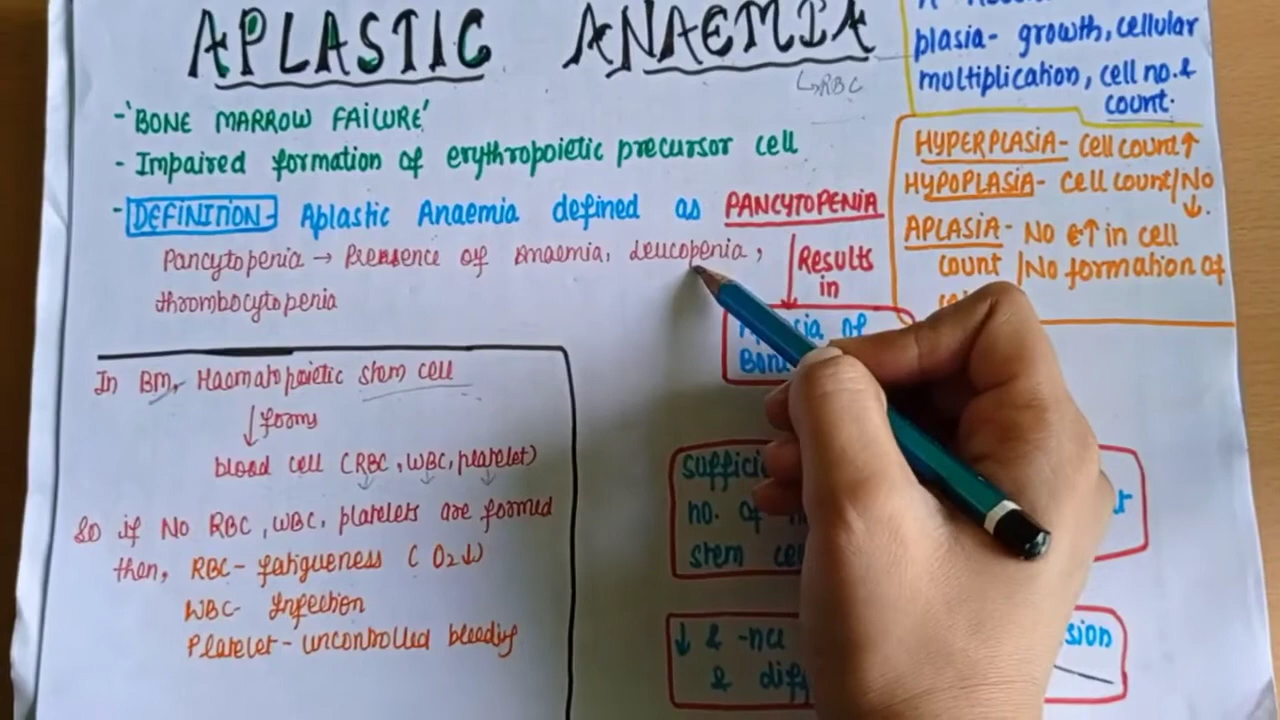 APLASTIC ANAEMIA
↳RBC
plasia- growth, cellular
multiplication, cell no. &
count.
- 'BONE MARROW FAILURE'
- Impaired formation of erythropoietic precursor cell
HYPERPLASIA- cell count↑
HYPOPLASIA- cell count/No
↓.
APLASIA- No ↑ in cell
count /No formation of
- DEFINITION- Aplastic Anaemia defined as PANCYTOPENIA
Pancytopenia → Presence of Anaemia, Leucopenia,
thrombocytopenia
Results
in
of
In BM, Haematopoietic stem cell
↓forms
blood cell (RBC, WBC, platelet)
So if No RBC, WBC, platelets are formed
then, RBC- fatigueness ( O2↓)
WBC- Infection
Platelet- uncontrolled bleeding
no. of
stem
↓ & -nce
&